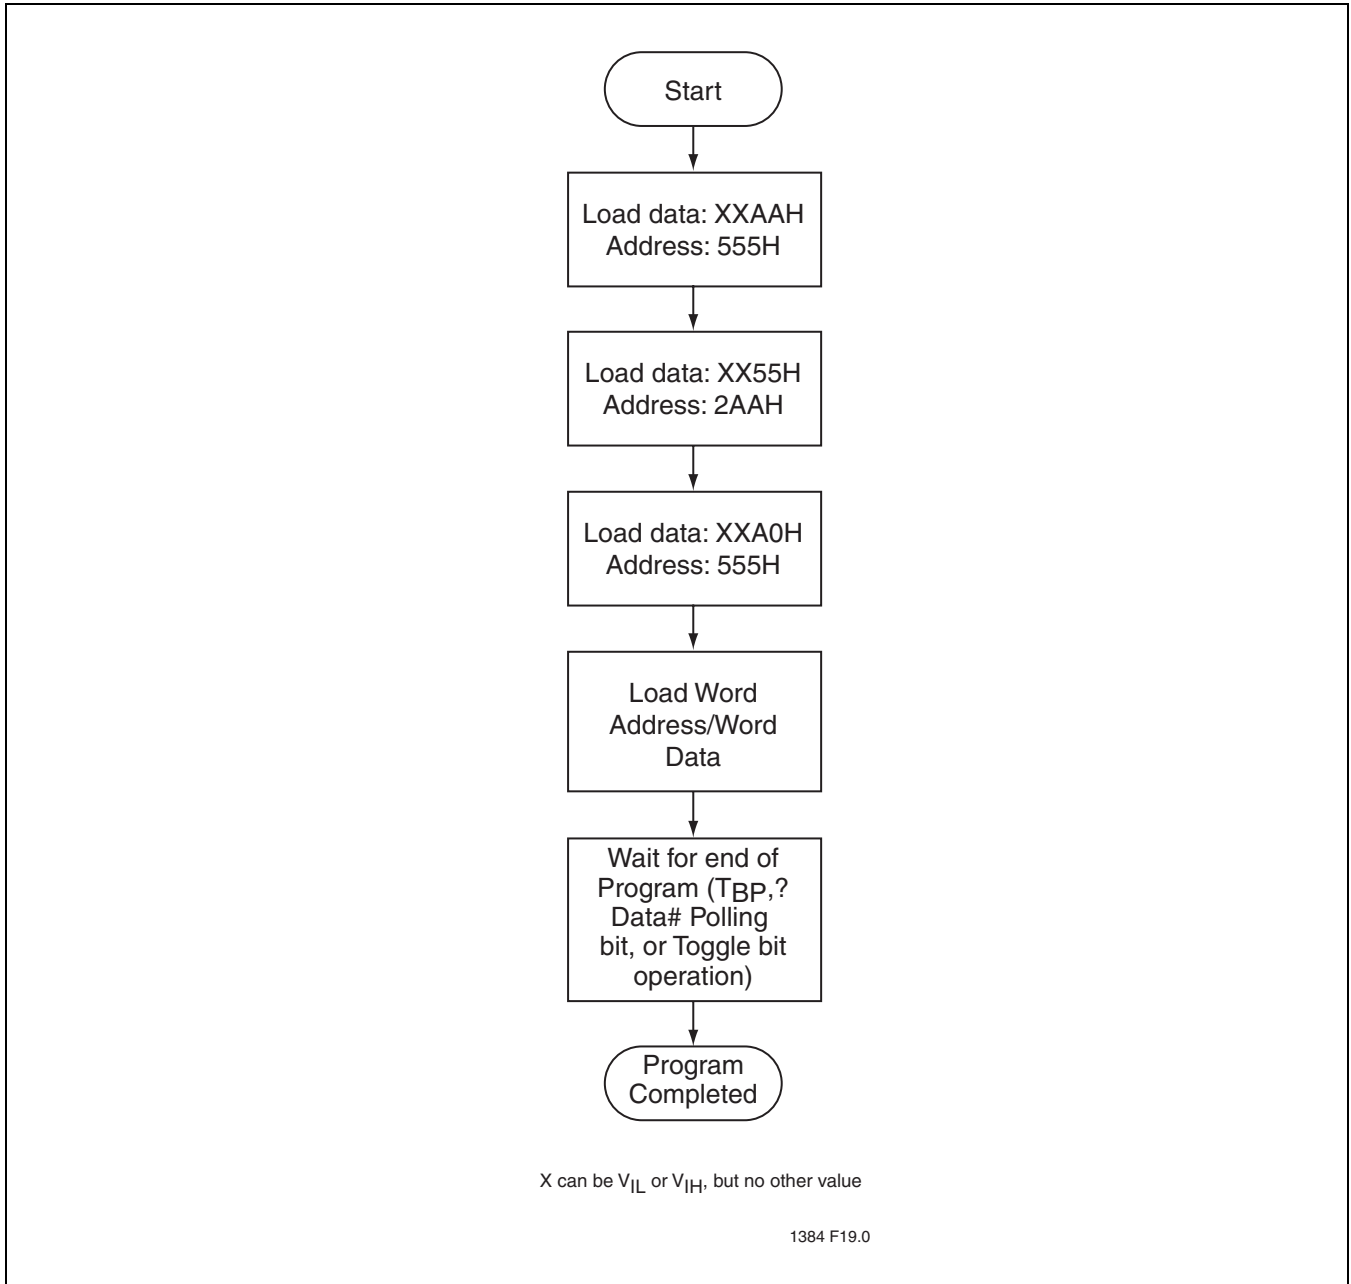 Start
Load data: XXAAH
Address: 555H
Load data: XX55H
Address: 2AAH
Load data: XXA0H
Address: 555H
Load Word
Address/Word
Data
Wait for end of
Program (TBP,?
Data# Polling
bit, or Toggle bit
operation)
Program
Completed
X can be VIL or VIH, but no other value
1384 F19.0